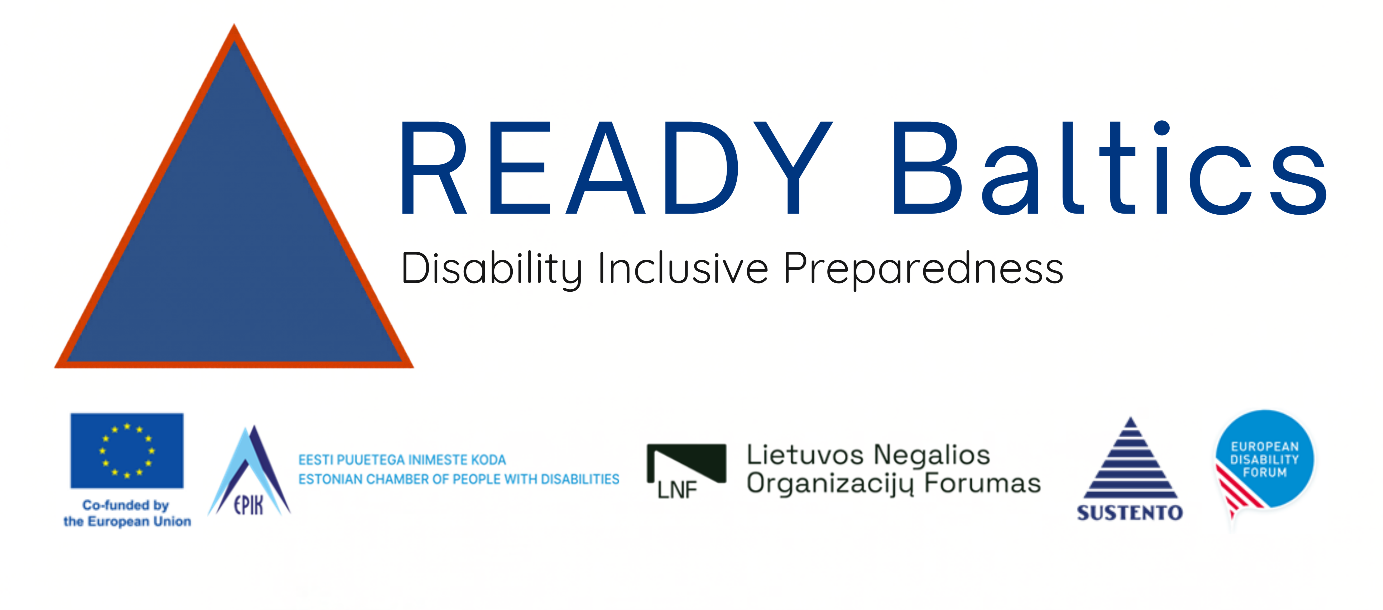 READY Baltics
Disability Inclusive Preparedness
Co-funded by
the European Union
EPIK
EESTI PUUETEGA INIMESTE KODA
ESTONIAN CHAMBER OF PEOPLE WITH DISABILITIES
LNF
Lietuvos Negalios
Organizacijų Forumas
SUSTENTO
EUROPEAN
DISABILITY
FORUM